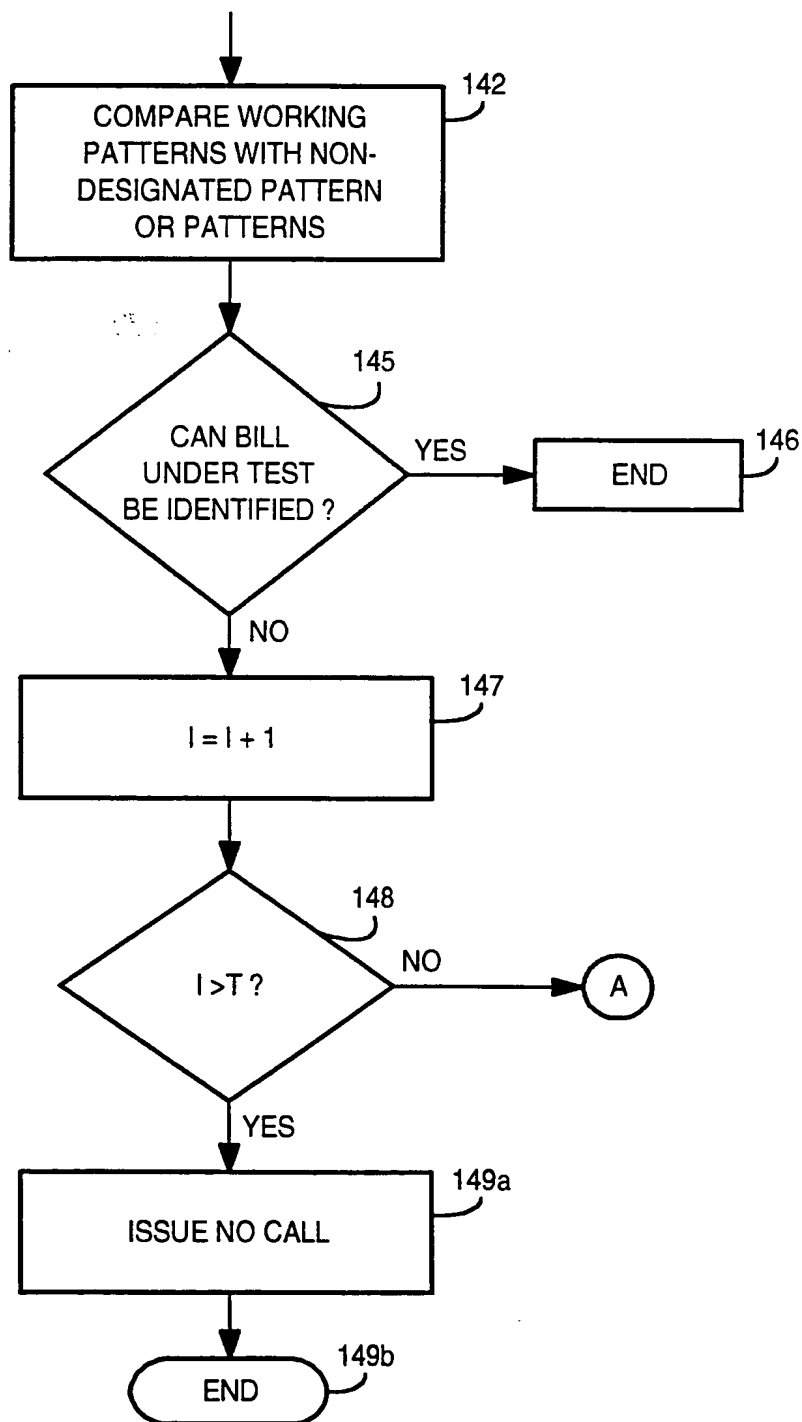 142
COMPARE WORKING
PATTERNS WITH NON-
DESIGNATED PATTERN
OR PATTERNS
145
CAN BILL
UNDER TEST
BE IDENTIFIED ?
YES
146
END
NO
147
I = I + 1
148
I >T ?
NO
A
YES
149a
ISSUE NO CALL
149b
END